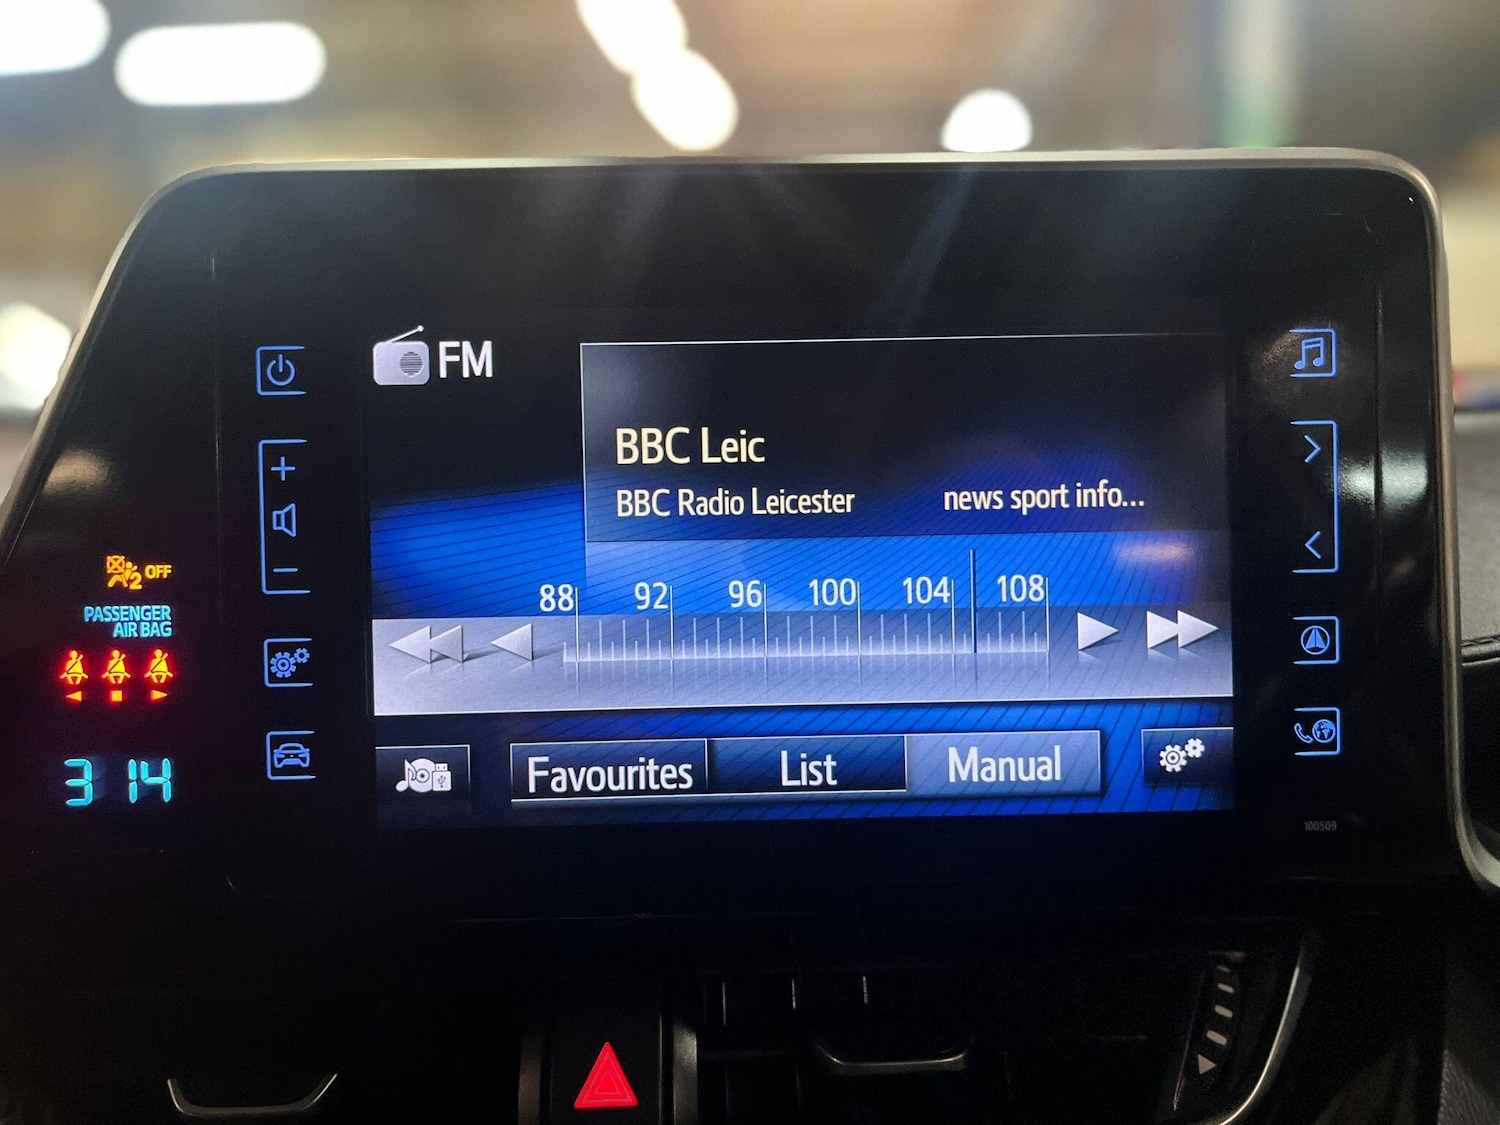 FM
BBC Leic
BBC Radio Leicester
news sport info...
88 92 96 100 104 108
2 OFF
PASSENGER
AIR BAG
Favourites List Manual
3 14
100509